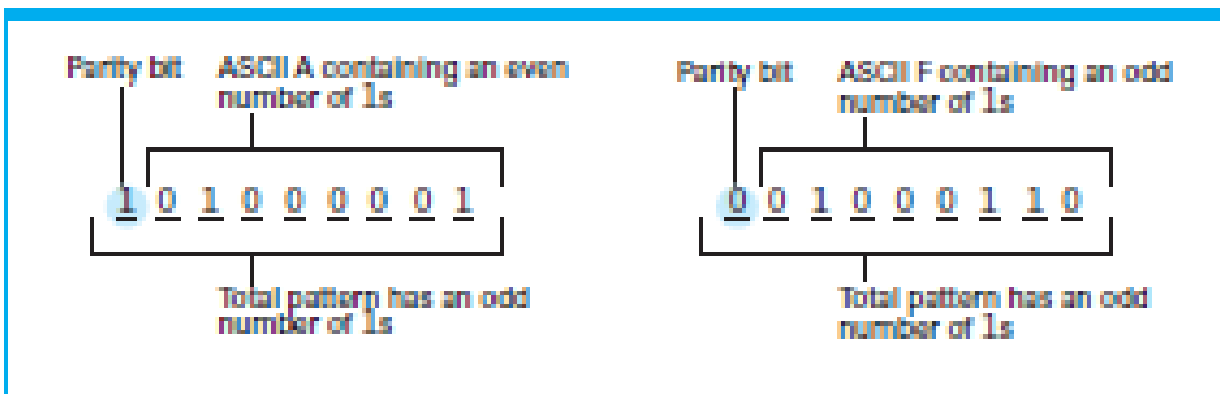 Parity bit
ASCII A containing an even
number of 1s
1 0 1 0 0 0 0 0 1
Total pattern has an odd
number of 1s
Parity bit
ASCII F containing an odd
number of 1s
0 0 1 0 0 0 1 1 0
Total pattern has an odd
number of 1s